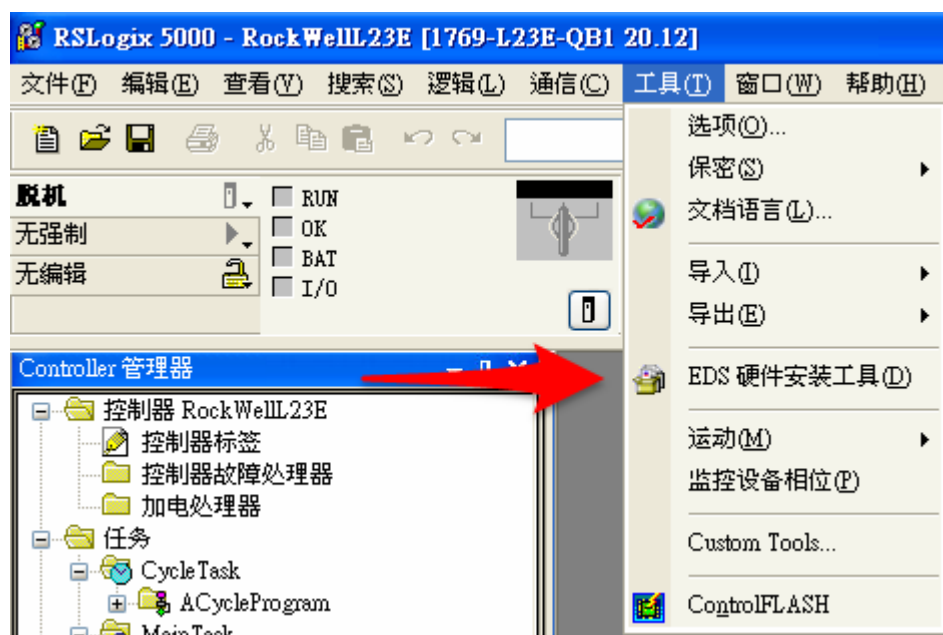 RSLogix 5000 - RockWellL23E [1769-L23E-QB1 20.12]
文件(F) 编辑(E) 查看(V) 搜索(S) 逻辑(L) 通信(C) 工具(T) 窗口(W) 帮助(H)
选项(O)...
保密(S)
文档语言(L)...
导入(I)
导出(E)
EDS 硬件安装工具(D)
运动(M)
监控设备相位(P)
Custom Tools...
ControlFLASH
脱机
无强制
无编辑
RUN
OK
BAT
I/O
Controller 管理器
控制器 RockWellL23E
控制器标签
控制器故障处理器
加电处理器
任务
CycleTask
ACycleProgram
MainTask